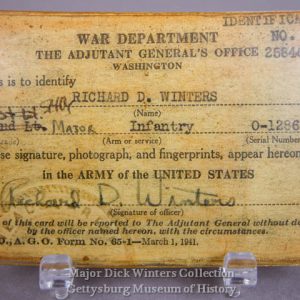 IDENTIFICA
WAR DEPARTMENT
NO.
THE ADJUTANT GENERAL'S OFFICE
WASHINGTON
is is to identify
RICHARD D. WINTERS
(Name)
Major Infantry O-1286
(Grade) (Arm or service) (Serial Number
se signature, photograph, and fingerprints, appear hereon
in the ARMY of the UNITED STATES
Richard D. Winters
(Signature of officer)
of this card will be reported to The Adjutant General without de
by the officer named hereon, with the circumstances.
D., A. G. O. Form No. 65-1—March 1, 1941.
Major Dick Winters Collection
Gettysburg Museum of History